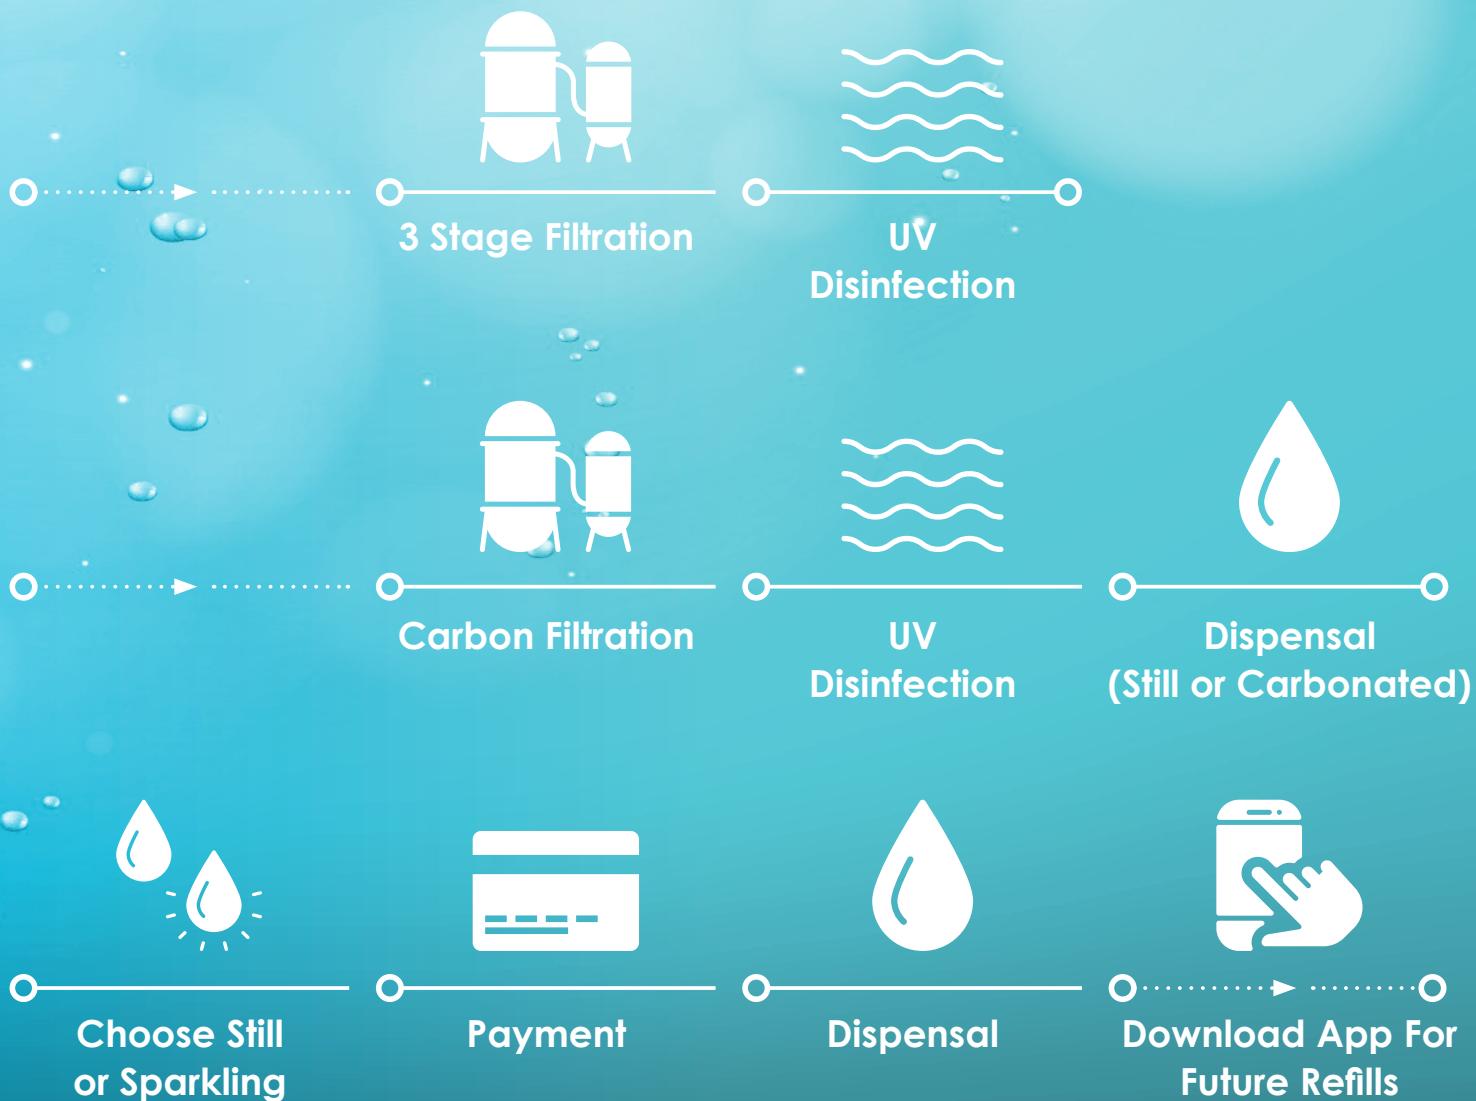 3 Stage Filtration
UV
Disinfection
Carbon Filtration
UV
Disinfection
Dispensal
(Still or Carbonated)
Choose Still
or Sparkling
Payment
Dispensal
Download App For
Future Refills